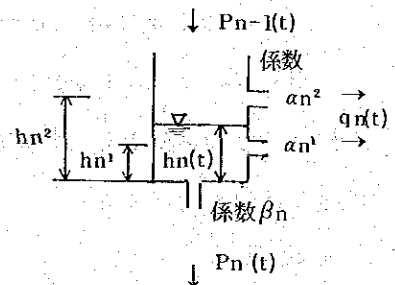 Pn-1(t)
係数
αn²
qn(t)
hn²
hn¹
hn(t)
αn¹
係数βn
Pn(t)